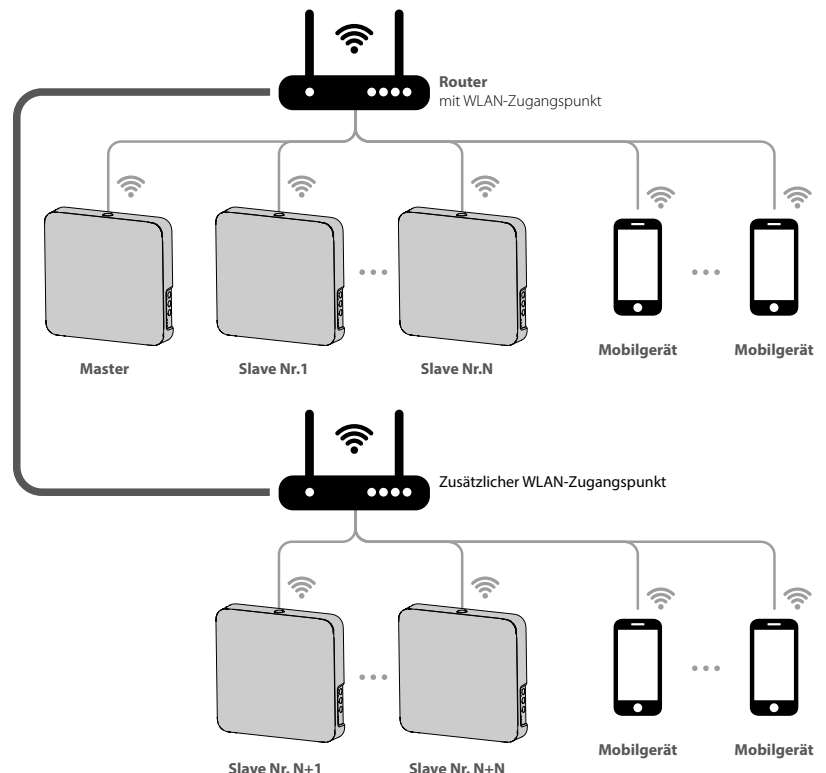 Router
mit WLAN-Zugangspunkt
Master
Slave Nr.1
Slave Nr.N
Mobilgerät
Mobilgerät
Zusätzlicher WLAN-Zugangspunkt
Slave Nr. N+1
Slave Nr. N+N
Mobilgerät
Mobilgerät